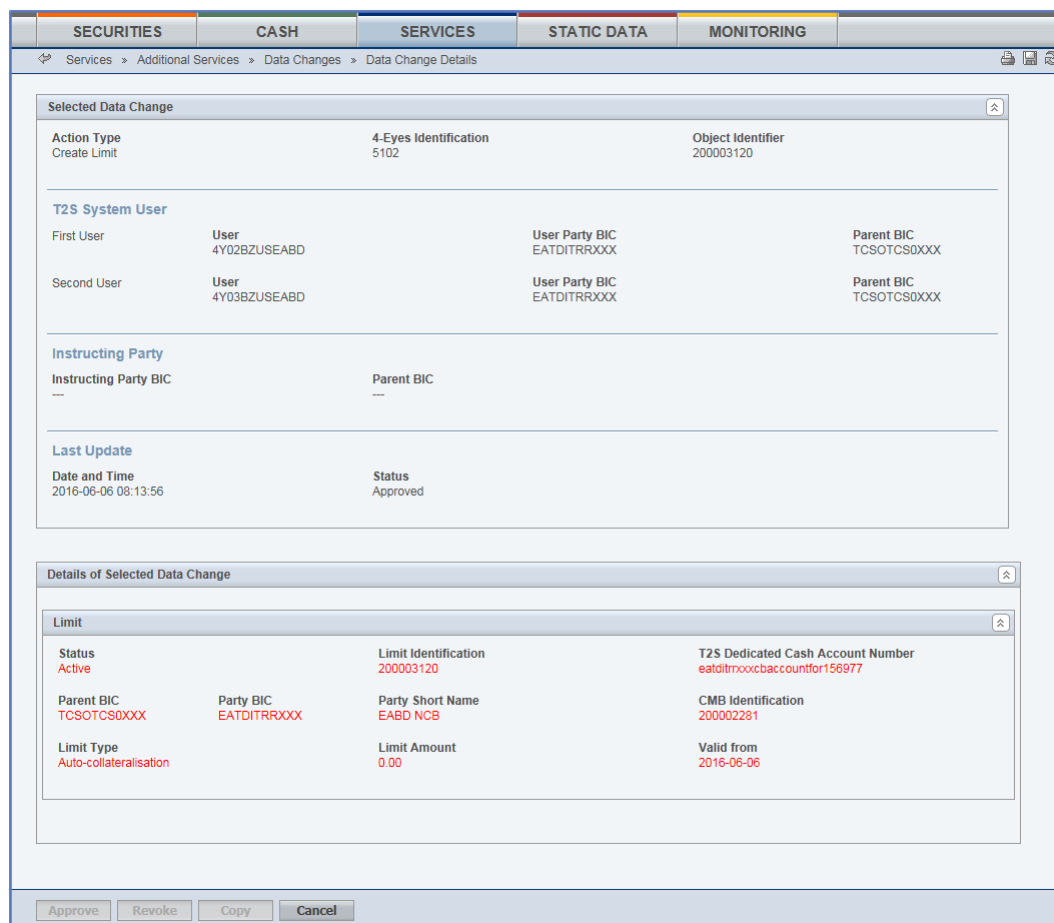 SECURITIES CASH SERVICES STATIC DATA MONITORING
Services » Additional Services » Data Changes » Data Change Details
Selected Data Change
Action Type 4-Eyes Identification Object Identifier
Create Limit 5102 200003120
T2S System User
First User User User Party BIC Parent BIC
4Y02BZUSEABD EATDITRRXXX TCSOTCS0XXX
Second User User User Party BIC Parent BIC
4Y03BZUSEABD EATDITRRXXX TCSOTCS0XXX
Instructing Party
Instructing Party BIC Parent BIC
--- ---
Last Update
Date and Time Status
2016-06-06 08:13:56 Approved
Details of Selected Data Change
Limit
Status Limit Identification T2S Dedicated Cash Account Number
Active 200003120 eatditrrxxxcbaccountfor156977
Parent BIC Party BIC Party Short Name CMB Identification
TCSOTCS0XXX EATDITRRXXX EABD NCB 200002281
Limit Type Limit Amount Valid from
Auto-collateralisation 0.00 2016-06-06
Approve Revoke Copy Cancel